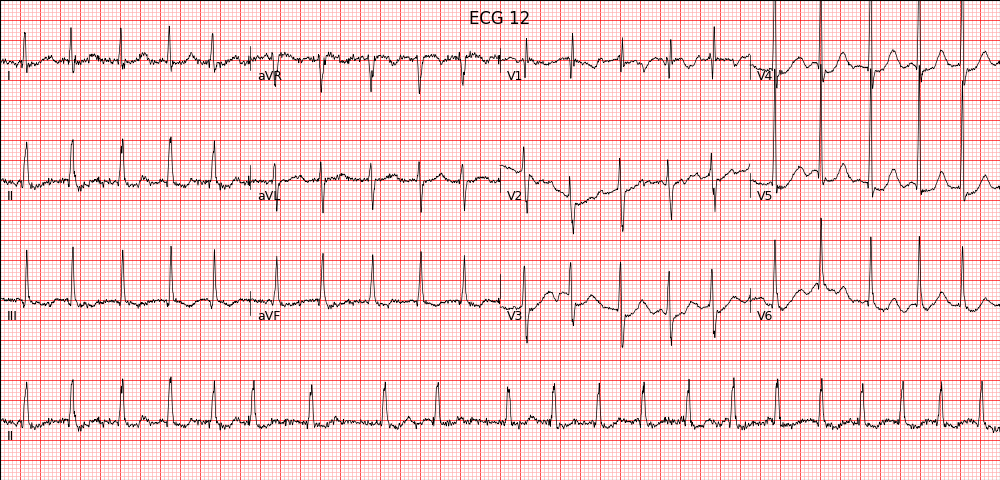 ECG 12
I aVR V1 V4
II aVL V2 V5
III aVF V3 V6
II